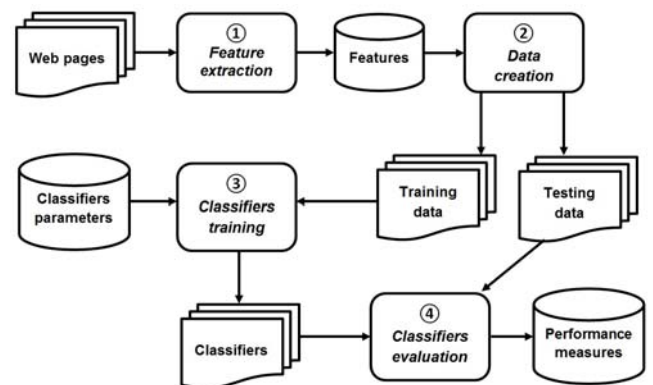 Web pages
①
Feature
extraction
Features
②
Data
creation
Classifiers
parameters
③
Classifiers
training
Training
data
Testing
data
Classifiers
④
Classifiers
evaluation
Performance
measures